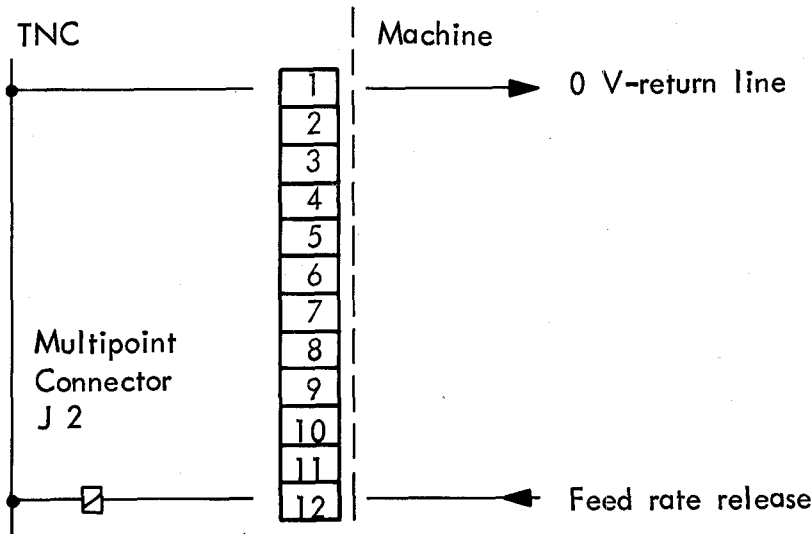 TNC
Machine
1
0 V-return line
2
3
4
5
6
7
Multipoint
Connector
J 2
8
9
10
11
12
Feed rate release